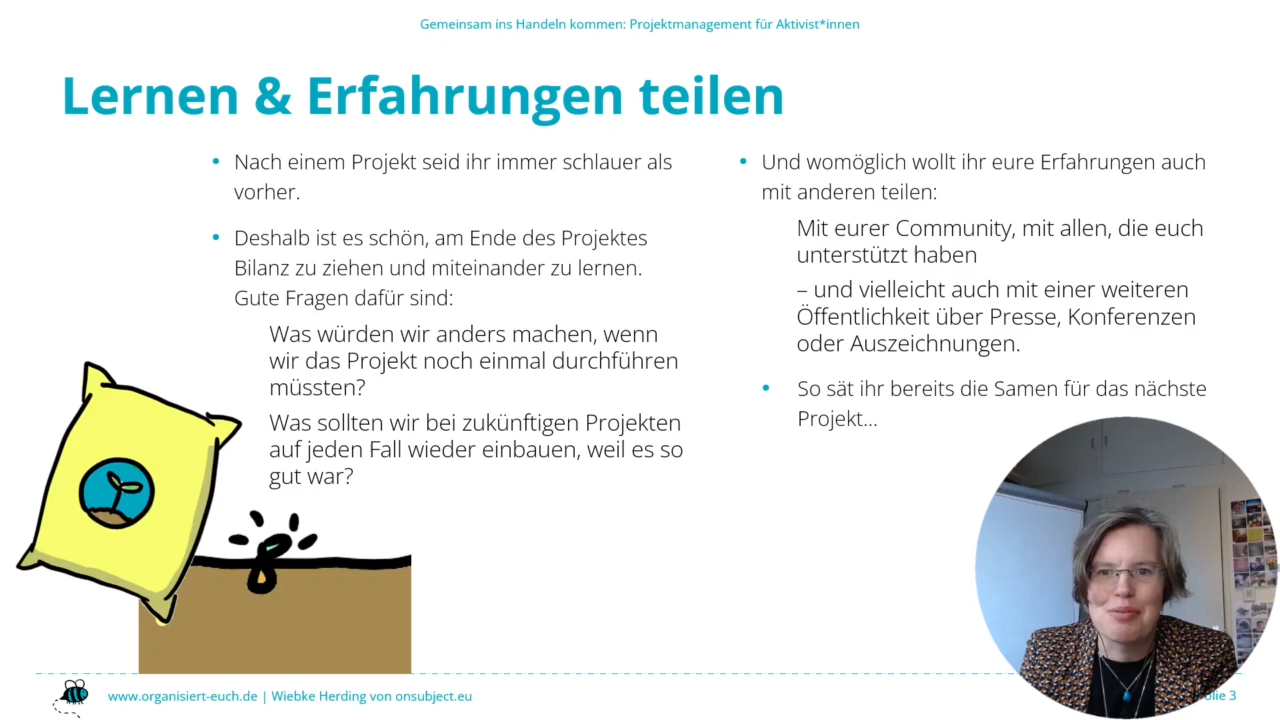 Gemeinsam ins Handeln kommen: Projektmanagement für Aktivist*innen
Lernen & Erfahrungen teilen
• Nach einem Projekt seid ihr immer schlauer als
vorher.
• Deshalb ist es schön, am Ende des Projektes
Bilanz zu ziehen und miteinander zu lernen.
Gute Fragen dafür sind:
Was würden wir anders machen, wenn
wir das Projekt noch einmal durchführen
müssten?
Was sollten wir bei zukünftigen Projekten
auf jeden Fall wieder einbauen, weil es so
gut war?
• Und womöglich wollt ihr eure Erfahrungen auch
mit anderen teilen:
Mit eurer Community, mit allen, die euch
unterstützt haben
– und vielleicht auch mit einer weiteren
Öffentlichkeit über Presse, Konferenzen
oder Auszeichnungen.
• So sät ihr bereits die Samen für das nächste
Projekt...
www.organisiert-euch.de | Wiebke Herding von onsubject.eu
olie 3